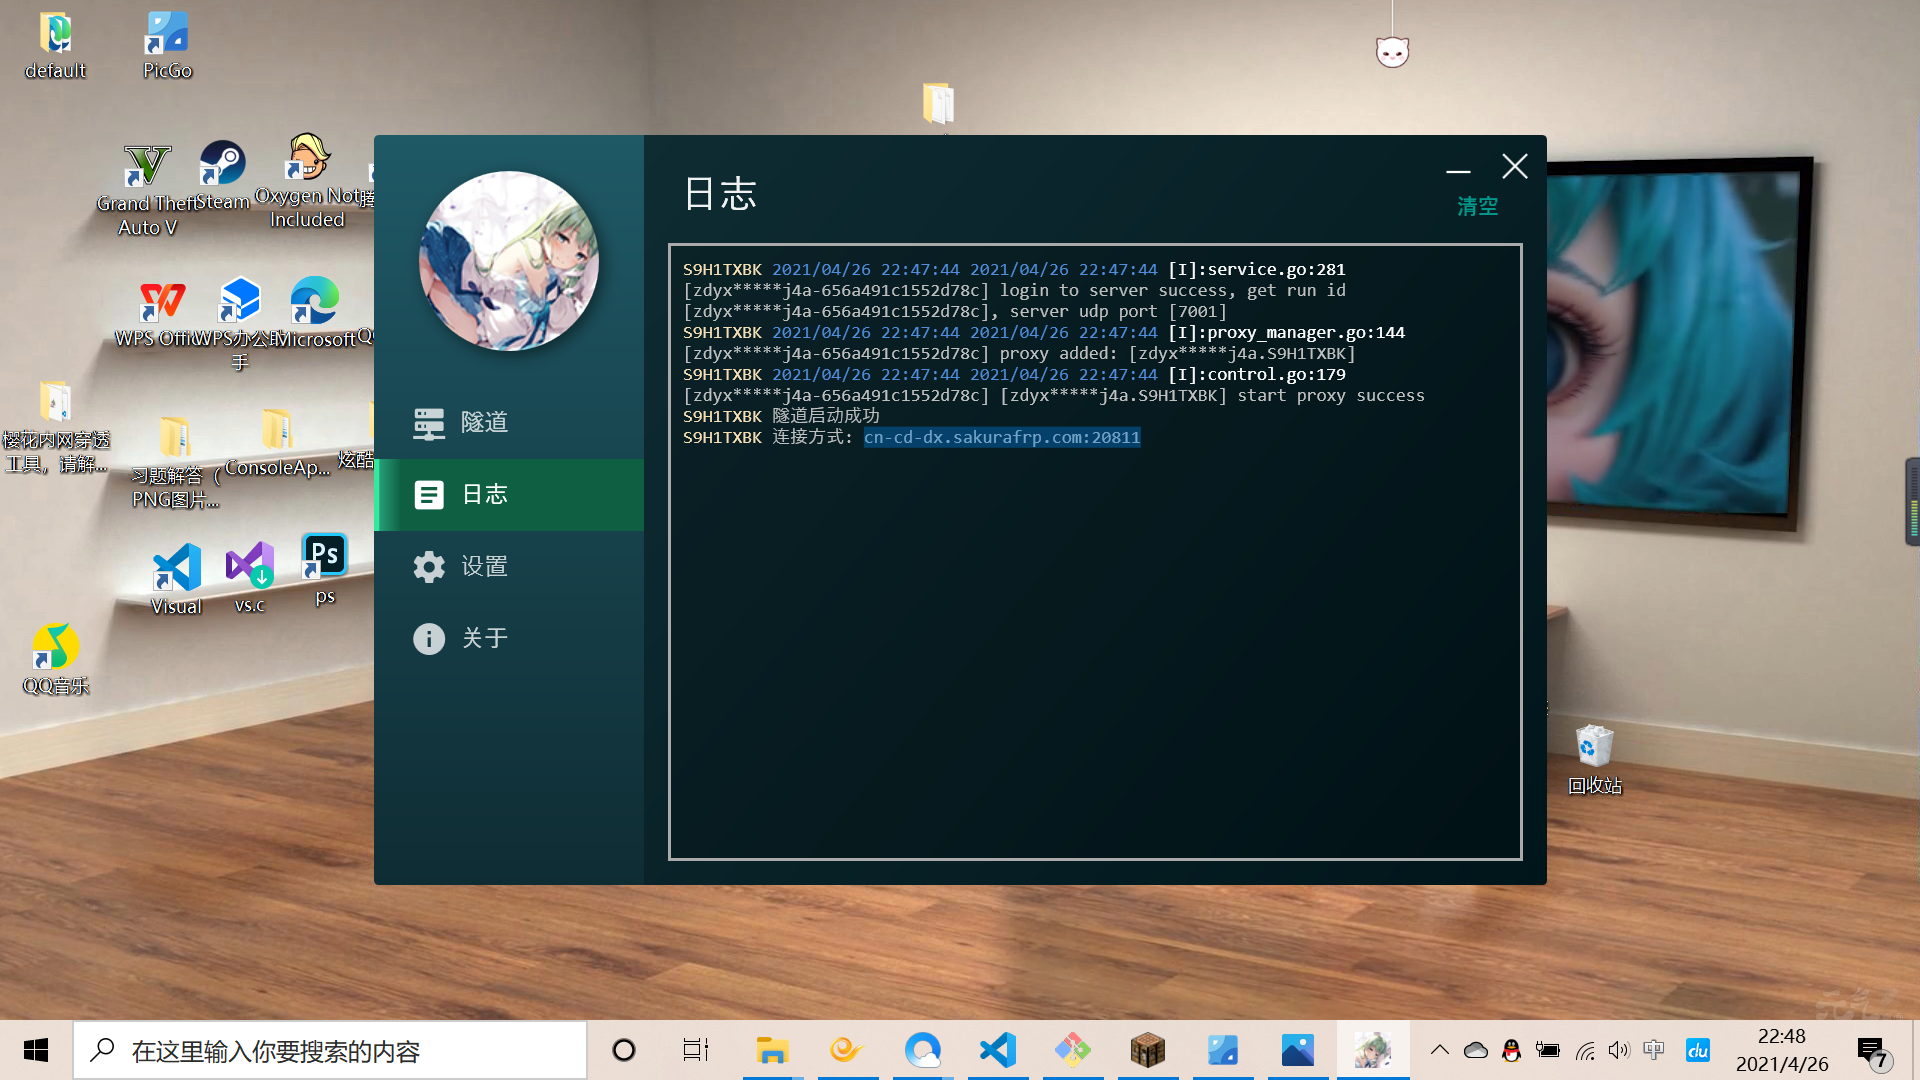 default
PicGo
Grand Theft
Auto V
Steam
Oxygen Not
Included
腾
WPS Offic
WPS办公助
手
Microsoft
QQ
樱花内网穿透
工具，请解...
习题解答（
PNG图片...
ConsoleAp...
炫酷
Visual
vs.c
Ps
ps
QQ音乐
回收站
日志
清空
隧道
日志
设置
关于
S9H1TXBK 2021/04/26 22:47:44 2021/04/26 22:47:44 [I]:service.go:281
[zdyx*****j4a-656a491c1552d78c] login to server success, get run id
[zdyx*****j4a-656a491c1552d78c], server udp port [7001]
S9H1TXBK 2021/04/26 22:47:44 2021/04/26 22:47:44 [I]:proxy_manager.go:144
[zdyx*****j4a-656a491c1552d78c] proxy added: [zdyx*****j4a.S9H1TXBK]
S9H1TXBK 2021/04/26 22:47:44 2021/04/26 22:47:44 [I]:control.go:179
[zdyx*****j4a-656a491c1552d78c] [zdyx*****j4a.S9H1TXBK] start proxy success
S9H1TXBK 隧道启动成功
S9H1TXBK 连接方式: cn-cd-dx.sakurafrp.com:20811
在这里输入你要搜索的内容
中
du
22:48
2021/4/26
7